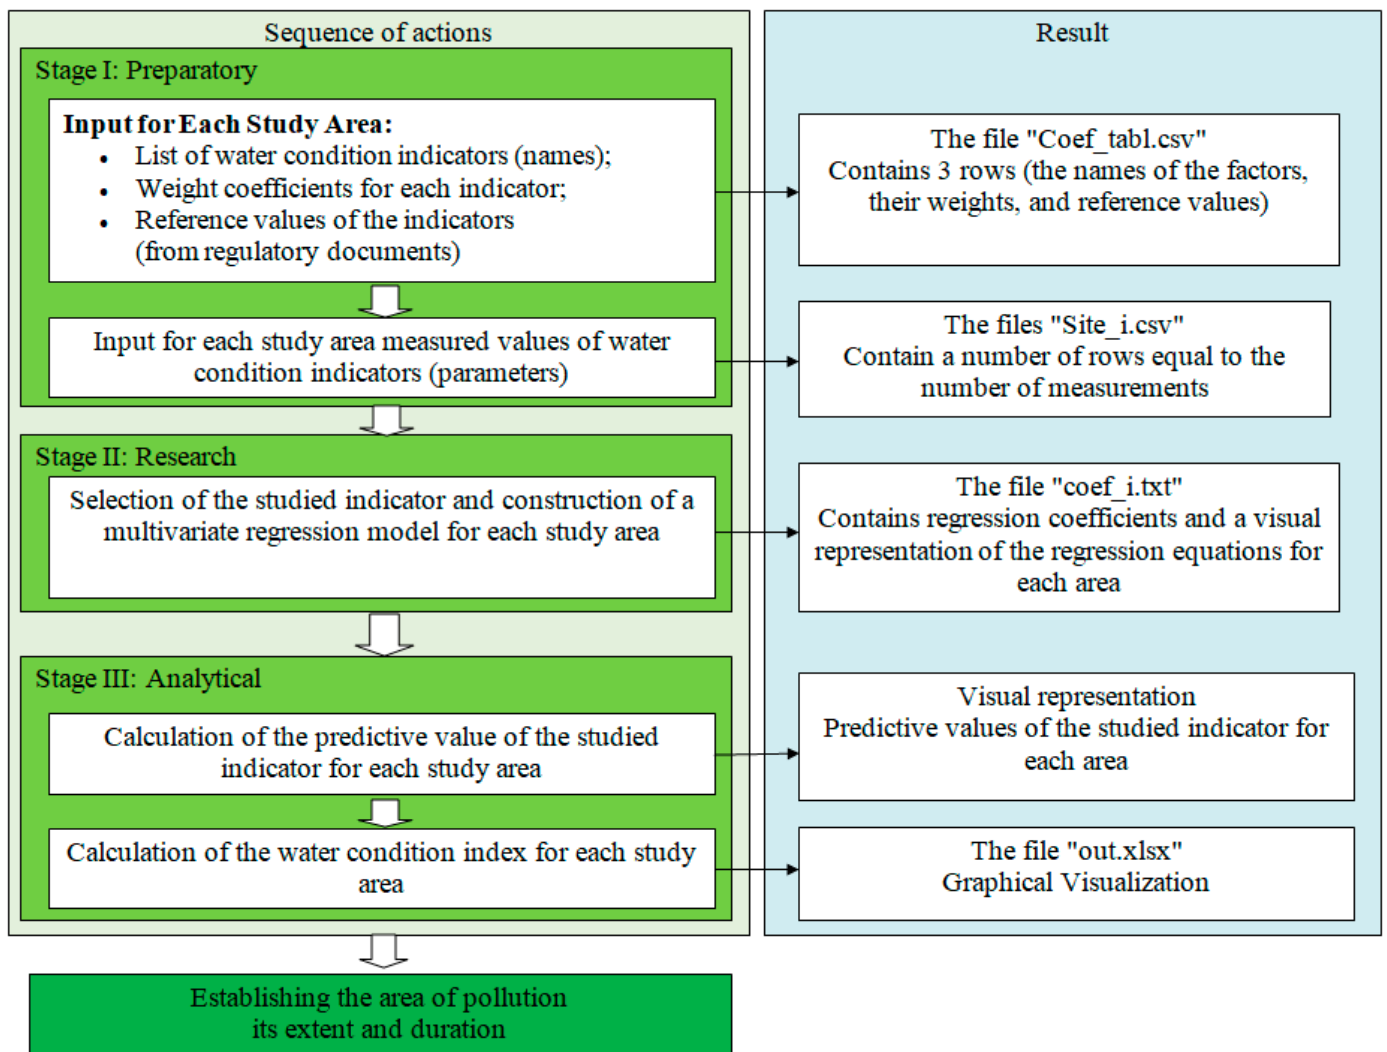 Sequence of actions
Stage I: Preparatory
Input for Each Study Area:
• List of water condition indicators (names);
• Weight coefficients for each indicator;
• Reference values of the indicators
(from regulatory documents)
Input for each study area measured values of water
condition indicators (parameters)
Stage II: Research
Selection of the studied indicator and construction of a
multivariate regression model for each study area
Stage III: Analytical
Calculation of the predictive value of the studied
indicator for each study area
Calculation of the water condition index for each study
area
Establishing the area of pollution
its extent and duration
Result
The file "Coef_tabl.csv"
Contains 3 rows (the names of the factors,
their weights, and reference values)
The files "Site_i.csv"
Contain a number of rows equal to the
number of measurements
The file "coef_i.txt"
Contains regression coefficients and a visual
representation of the regression equations for
each area
Visual representation
Predictive values of the studied indicator for
each area
The file "out.xlsx"
Graphical Visualization